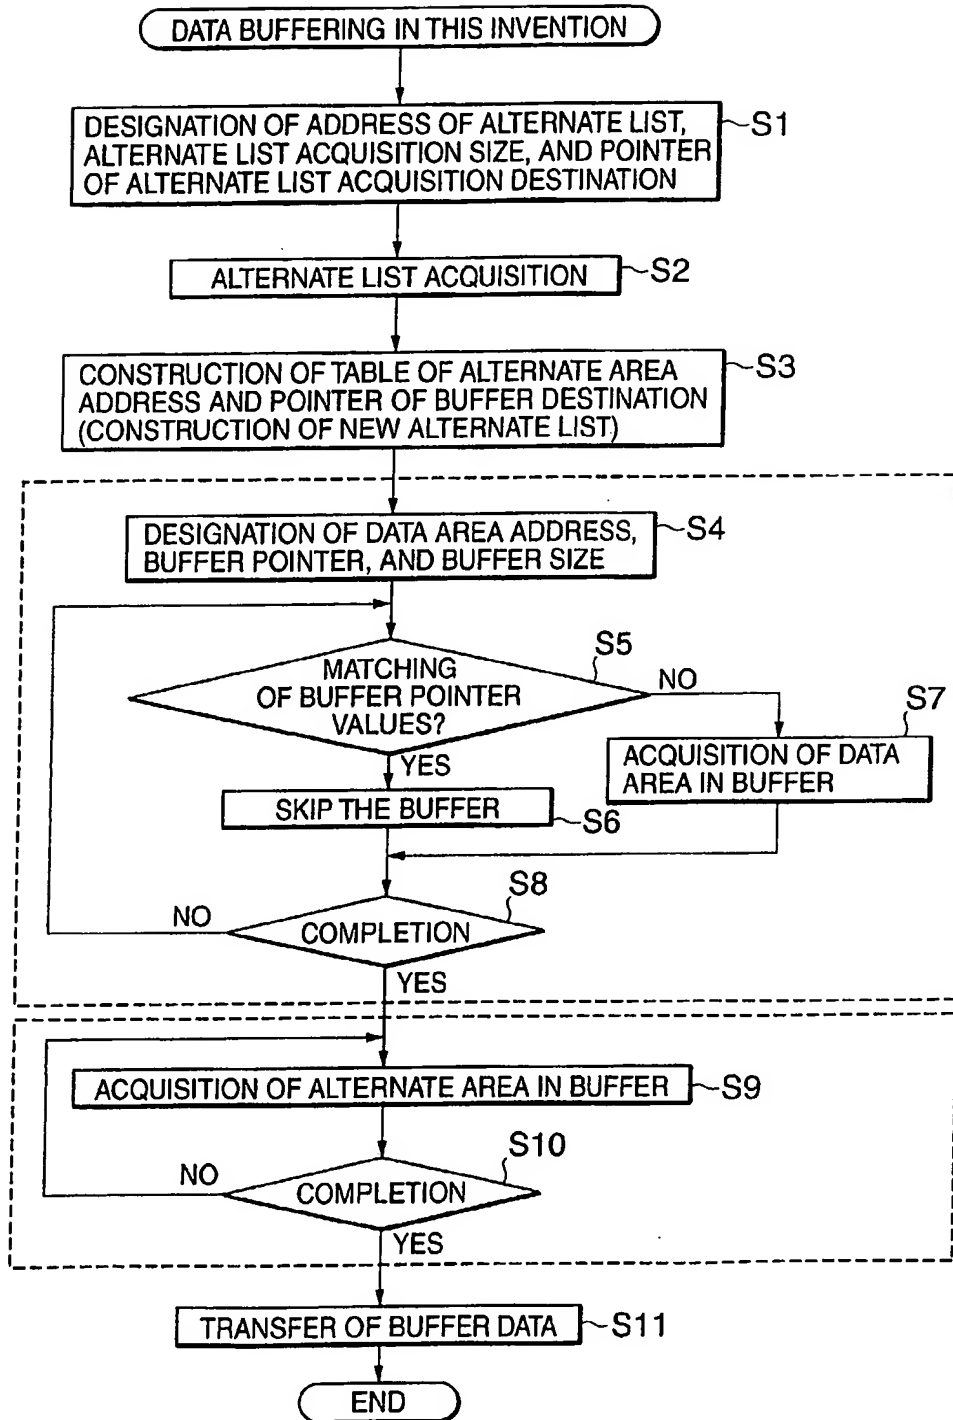 DATA BUFFERING IN THIS INVENTION
DESIGNATION OF ADDRESS OF ALTERNATE LIST,
ALTERNATE LIST ACQUISITION SIZE, AND POINTER
OF ALTERNATE LIST ACQUISITION DESTINATION
S1
ALTERNATE LIST ACQUISITION
S2
CONSTRUCTION OF TABLE OF ALTERNATE AREA
ADDRESS AND POINTER OF BUFFER DESTINATION
(CONSTRUCTION OF NEW ALTERNATE LIST)
S3
DESIGNATION OF DATA AREA ADDRESS,
BUFFER POINTER, AND BUFFER SIZE
S4
MATCHING
OF BUFFER POINTER
VALUES?
S5
NO
YES
S7
ACQUISITION OF DATA
AREA IN BUFFER
SKIP THE BUFFER
S6
S8
COMPLETION
NO
YES
ACQUISITION OF ALTERNATE AREA IN BUFFER
S9
S10
COMPLETION
NO
YES
TRANSFER OF BUFFER DATA
S11
END